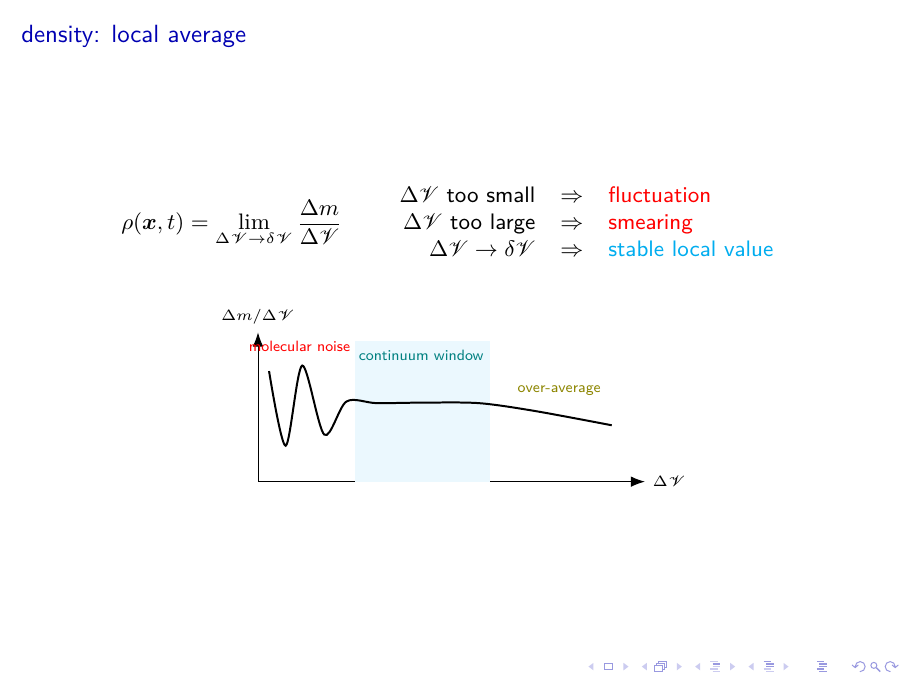 density: local average
ρ(𝒙, t) = lim_{Δ𝒱→δ𝒱} Δm/Δ𝒱
Δ𝒱 too small ⇒ fluctuation
Δ𝒱 too large ⇒ smearing
Δ𝒱 → δ𝒱 ⇒ stable local value
Δm/Δ𝒱
molecular noise
continuum window
over-average
Δ𝒱